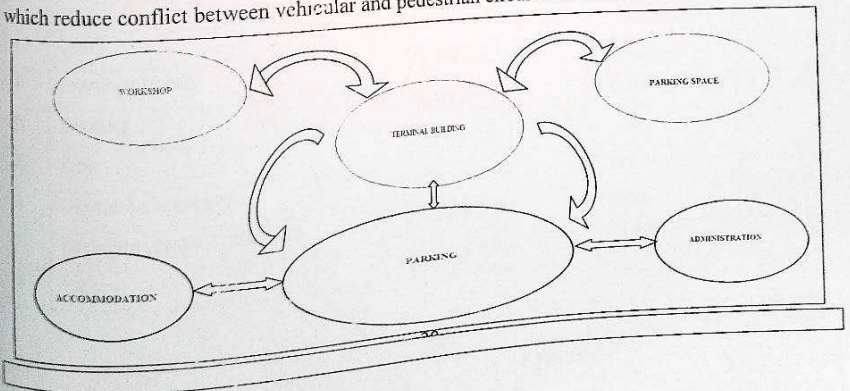 which reduce conflict between vehicular and pedestrian
WORKSHOP
PARKING SPACE
TERMINAL BUILDING
PARKING
ADMINISTRATION
ACCOMMODATION